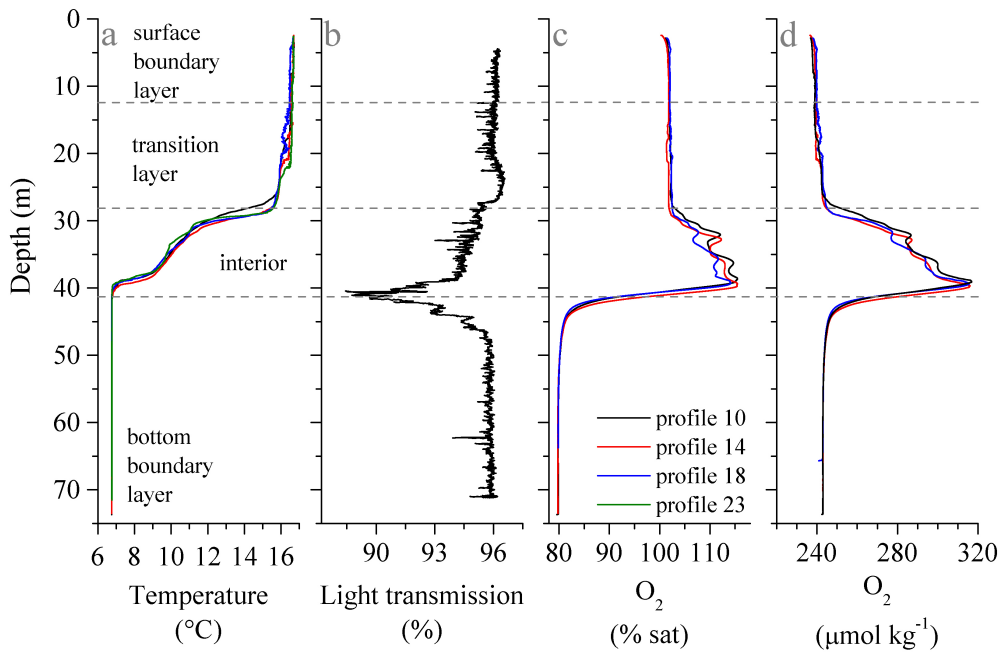 a
b
c
d
0
10
20
30
40
50
60
70
Depth (m)
surface
boundary
layer
transition
layer
interior
bottom
boundary
layer
profile 10
profile 14
profile 18
profile 23
6 8 10 12 14 16
90 93 96
80 90 100 110
240 260 280 300 320
Temperature
(°C)
Light transmission
(%)
O₂
(% sat)
O₂
(μmol kg⁻¹)